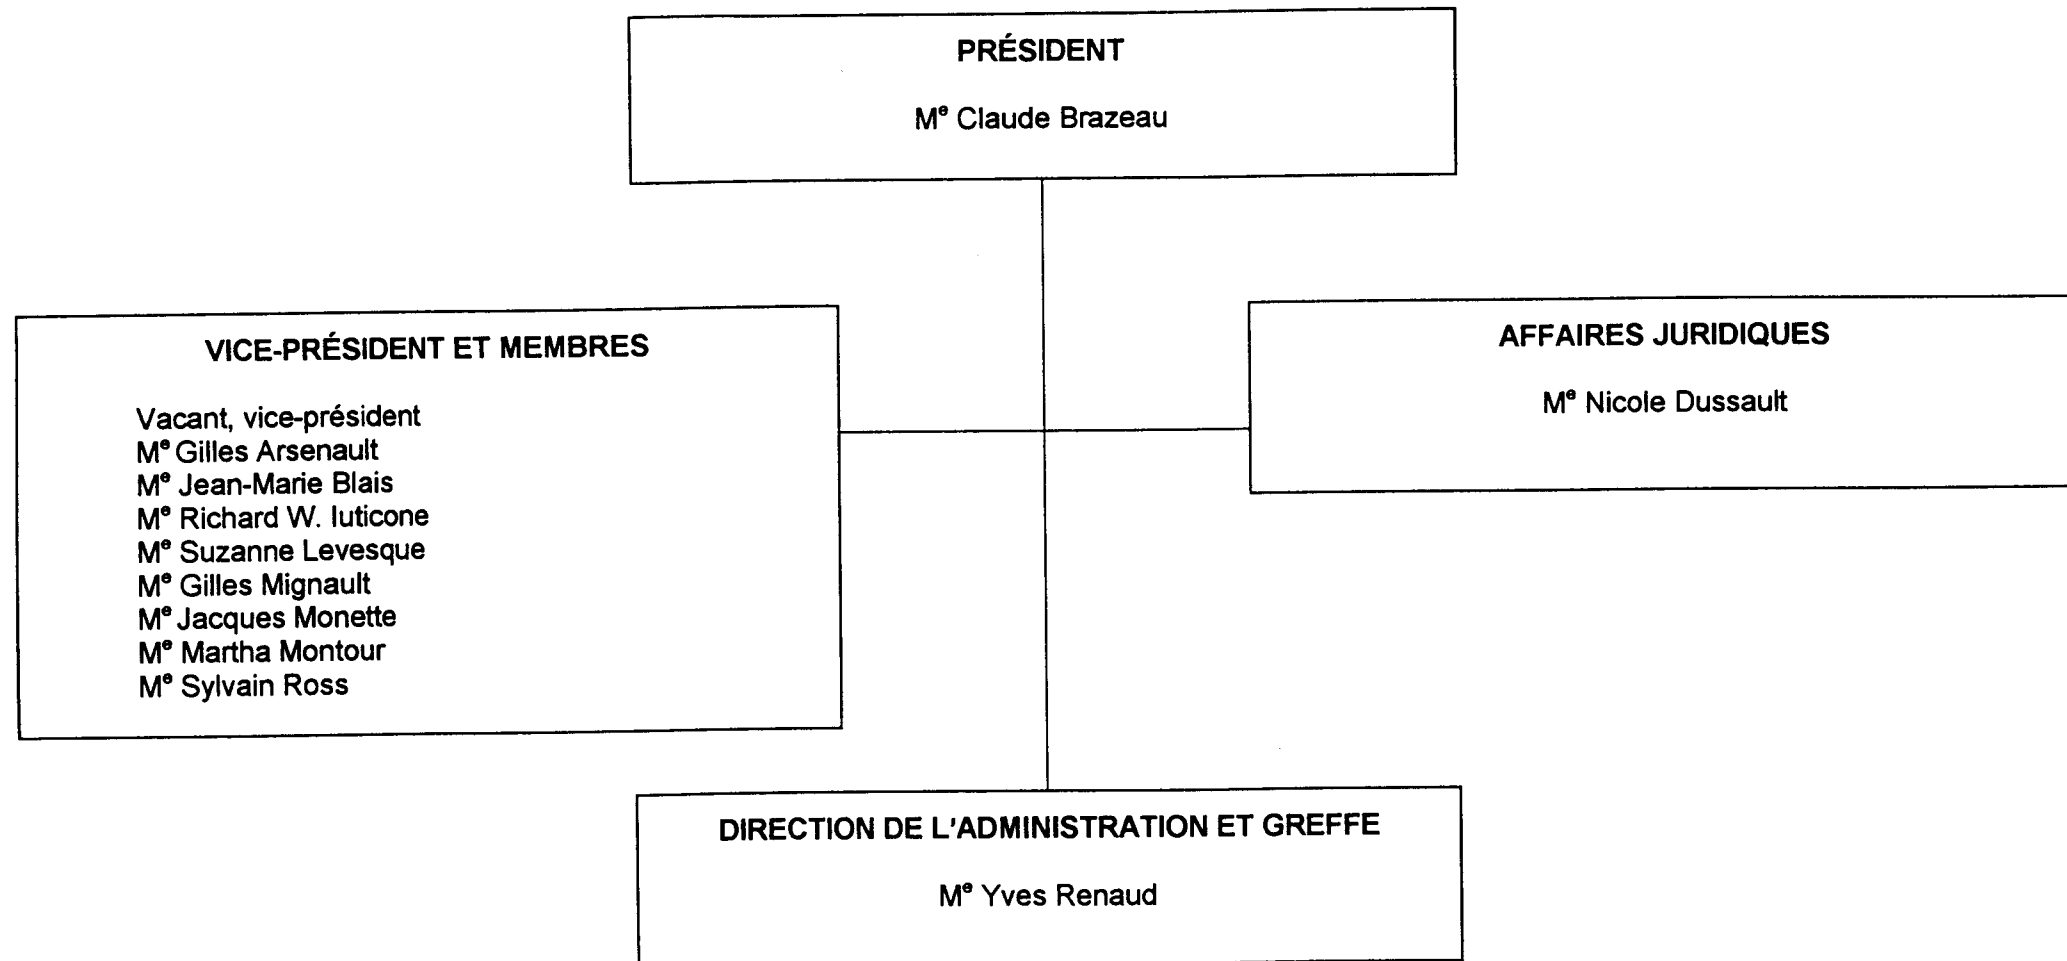 PRÉSIDENT
Mᵉ Claude Brazeau
VICE-PRÉSIDENT ET MEMBRES
Vacant, vice-président
Mᵉ Gilles Arsenault
Mᵉ Jean-Marie Blais
Mᵉ Richard W. Iuticone
Mᵉ Suzanne Levesque
Mᵉ Gilles Mignault
Mᵉ Jacques Monette
Mᵉ Martha Montour
Mᵉ Sylvain Ross
AFFAIRES JURIDIQUES
Mᵉ Nicole Dussault
DIRECTION DE L'ADMINISTRATION ET GREFFE
Mᵉ Yves Renaud